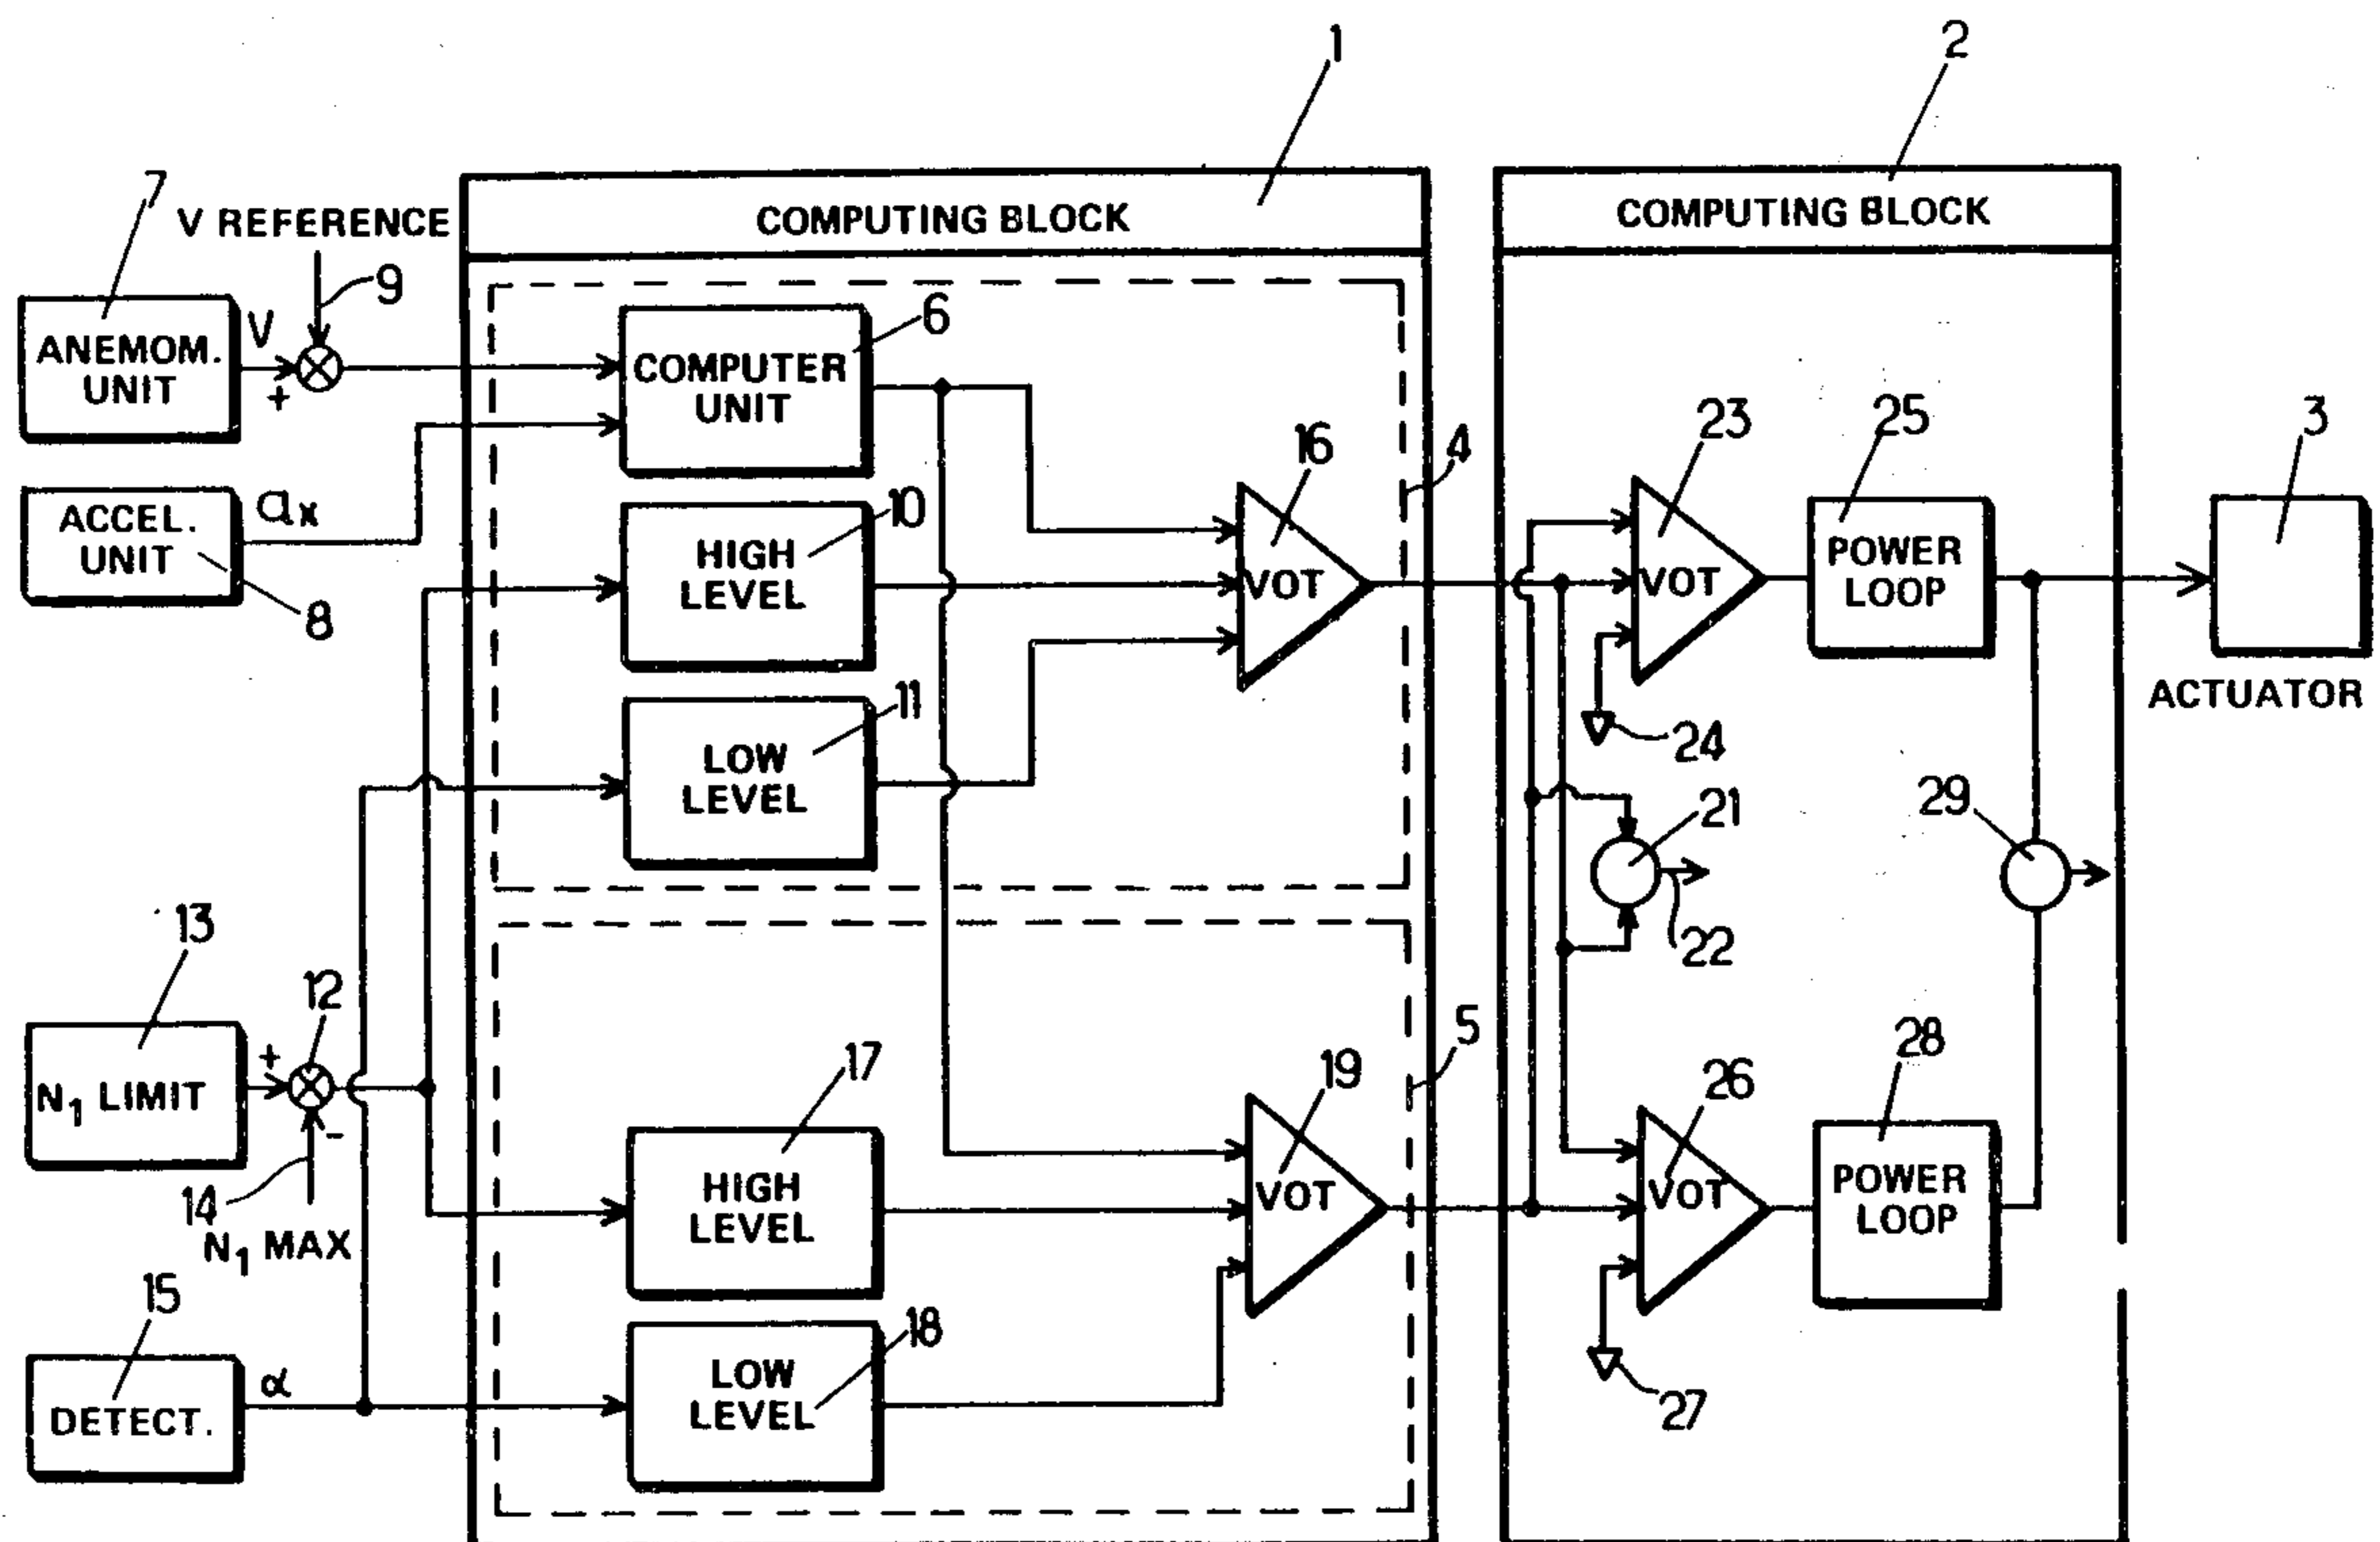 1
2
7
V REFERENCE
COMPUTING BLOCK
COMPUTING BLOCK
9
ANEMOM.
UNIT
V
+
6
COMPUTER
UNIT
ACCEL.
UNIT
ax
8
10
HIGH
LEVEL
16
VOT
4
23
VOT
25
POWER
LOOP
3
ACTUATOR
11
LOW
LEVEL
24
21
22
29
13
N1 LIMIT
12
+
-
14
N1 MAX
17
HIGH
LEVEL
19
VOT
5
26
VOT
28
POWER
LOOP
15
DETECT.
α
18
LOW
LEVEL
27